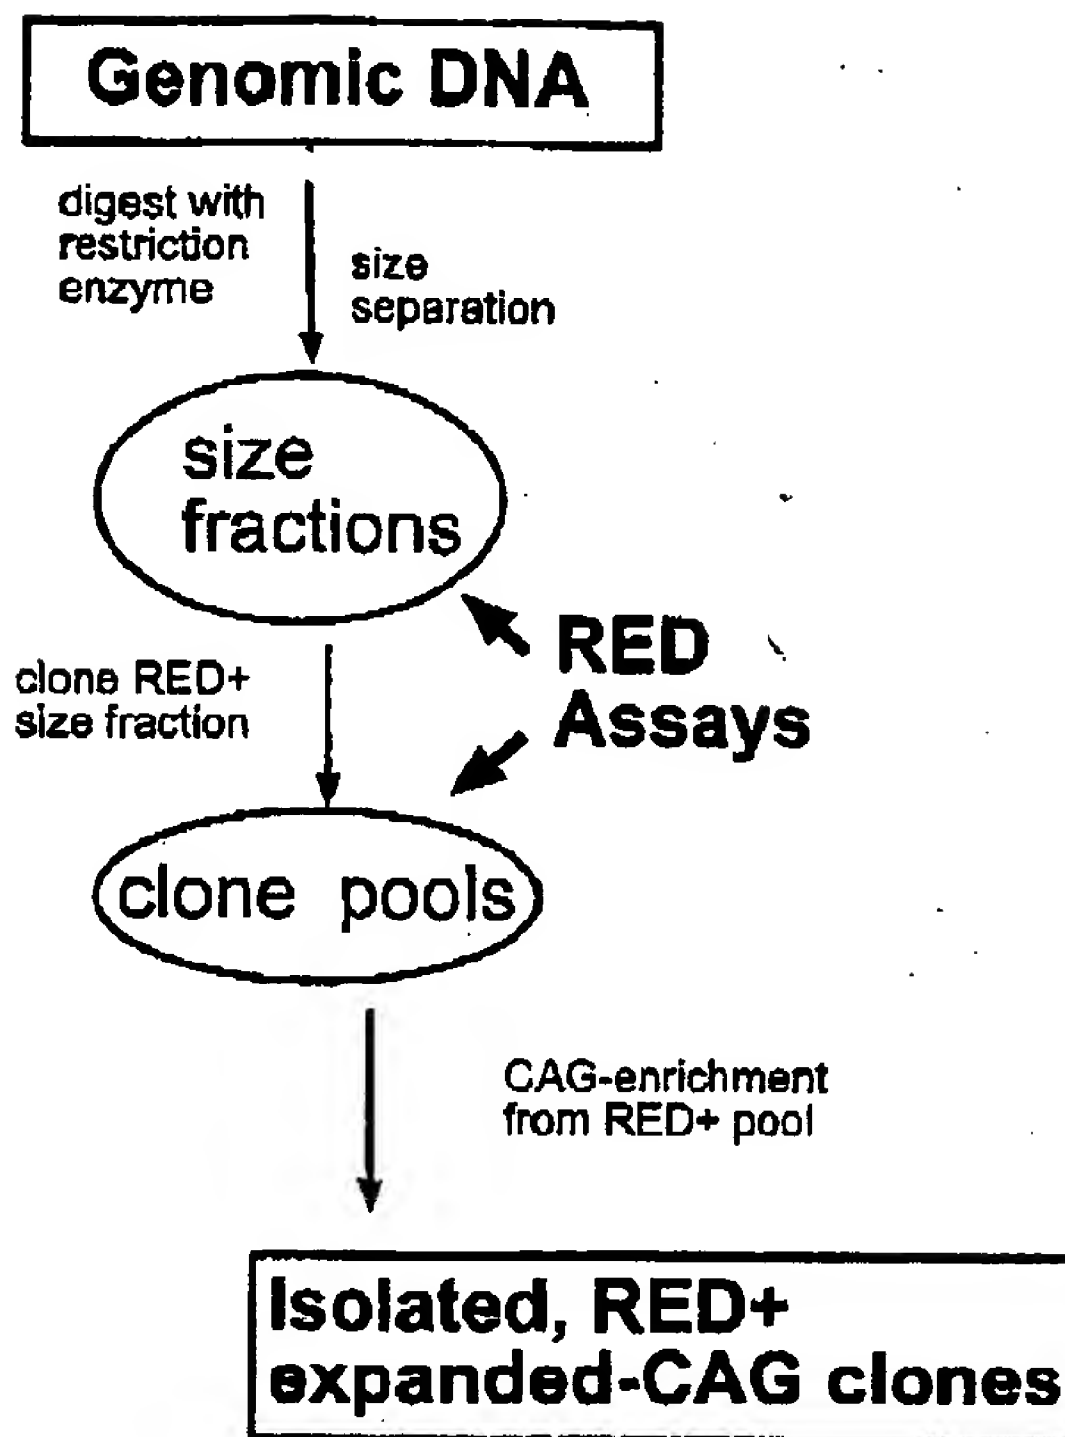 Genomic DNA
digest with
restriction
enzyme
size
separation
size
fractions
RED
Assays
clone RED+
size fraction
clone pools
CAG-enrichment
from RED+ pool
Isolated, RED+
expanded-CAG clones